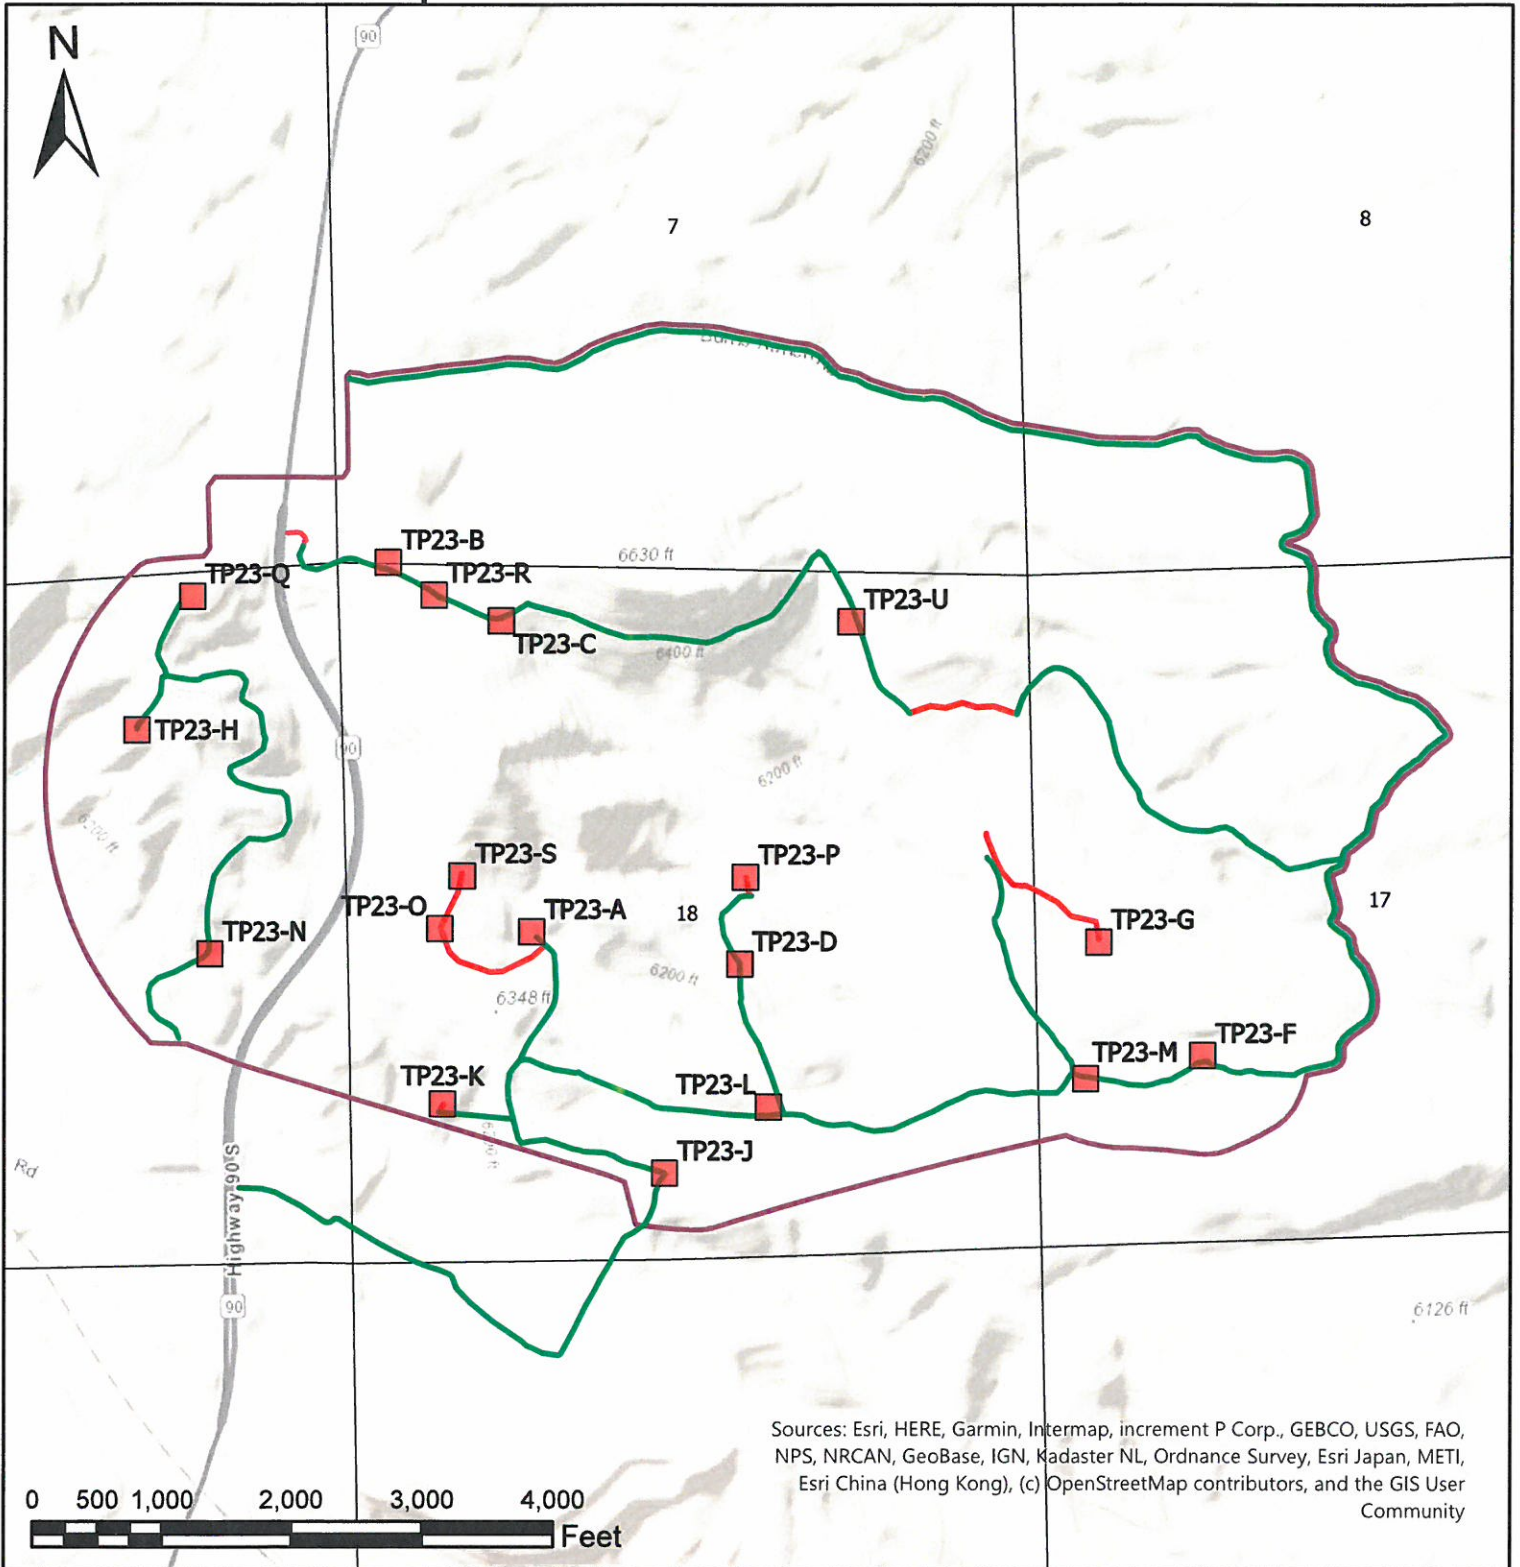 N
90
6200 ft
7
8
TP23-B
6630 ft
TP23-Q
TP23-R
TP23-U
TP23-C
6400 ft
TP23-H
90
6200 ft
TP23-S
TP23-P
TP23-O
TP23-A
18
17
TP23-G
TP23-N
TP23-D
6200 ft
6348 ft
TP23-F
TP23-M
TP23-K
TP23-L
TP23-J
Rd
Highway 90 S
90
6126 ft
Sources: Esri, HERE, Garmin, Intermap, increment P Corp., GEBCO, USGS, FAO,
NPS, NRCAN, GeoBase, IGN, Kadaster NL, Ordnance Survey, Esri Japan, METI,
Esri China (Hong Kong), (c) OpenStreetMap contributors, and the GIS User
Community
0 500 1,000 2,000 3,000 4,000
Feet